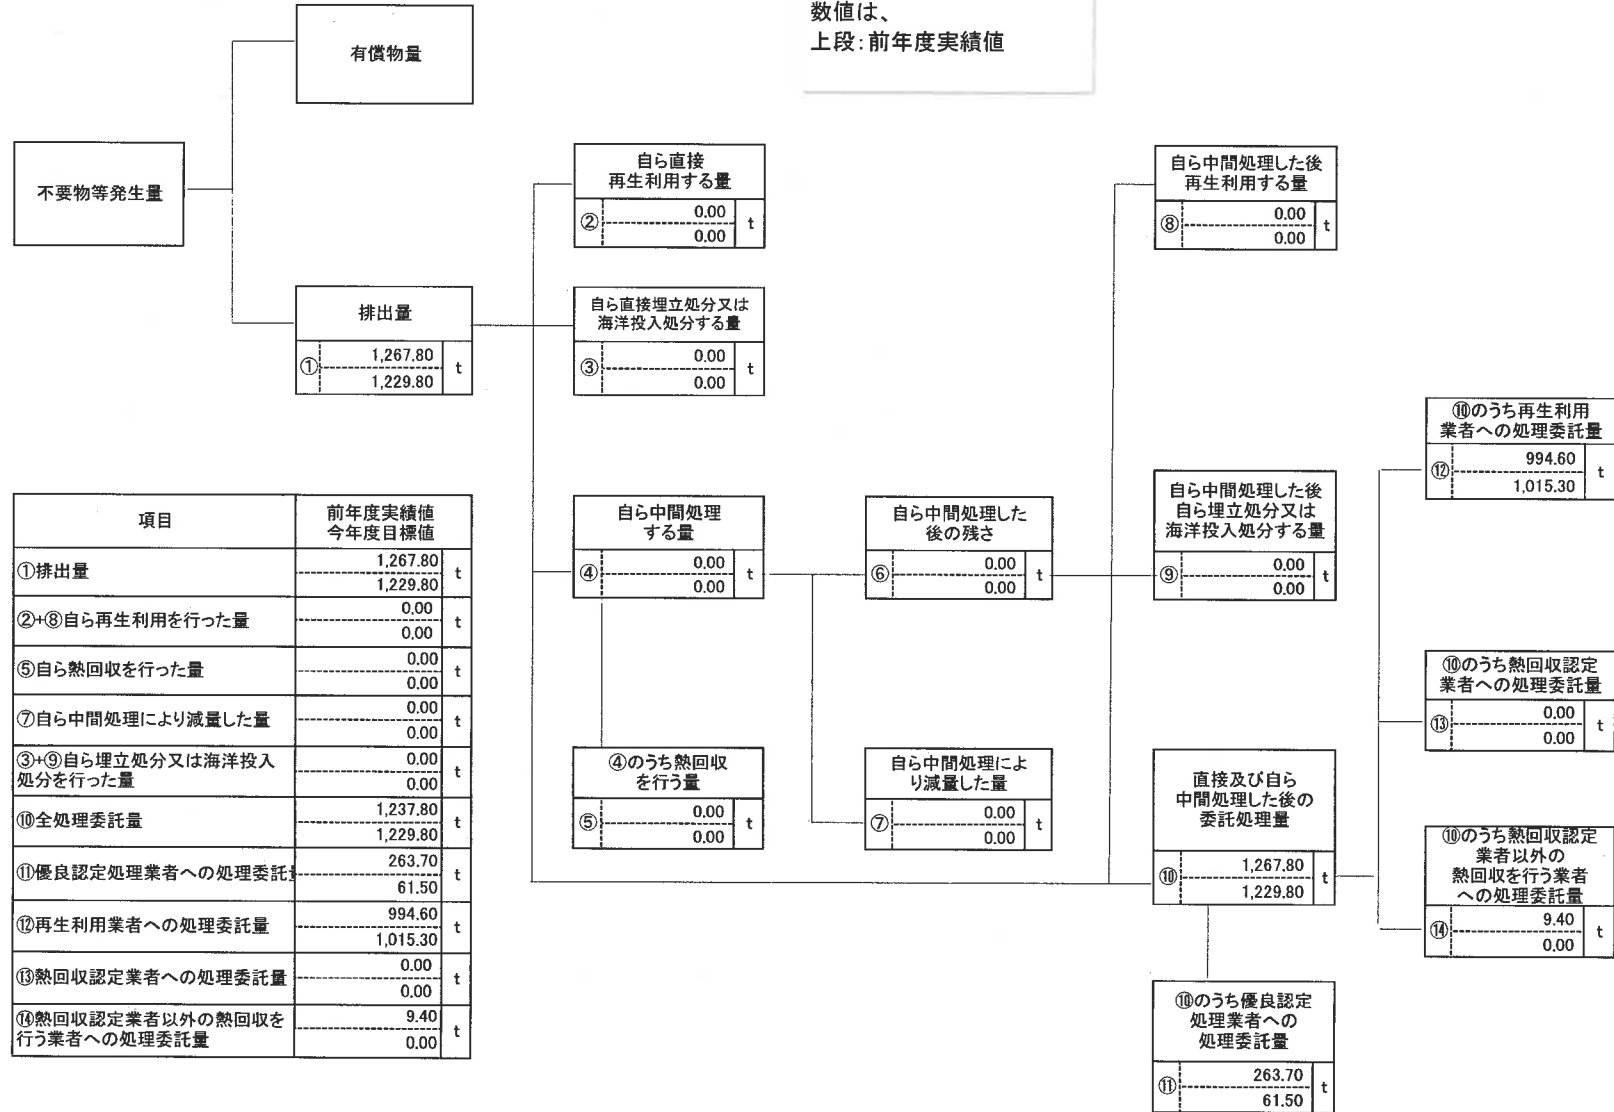 数値は、
上段:前年度実績値
有償物量
不要物等発生量
排出量
① 1,267.80 t
1,229.80
自ら直接
再生利用する量
② 0.00 t
0.00
自ら直接埋立処分又は
海洋投入処分する量
③ 0.00 t
0.00
自ら中間処理
する量
④ 0.00 t
0.00
④のうち熱回収
を行う量
⑤ 0.00 t
0.00
自ら中間処理した
後の残さ
⑥ 0.00 t
0.00
自ら中間処理によ
り減量した量
⑦ 0.00 t
0.00
自ら中間処理した後
再生利用する量
⑧ 0.00 t
0.00
自ら中間処理した後
自ら埋立処分又は
海洋投入処分する量
⑨ 0.00 t
0.00
直接及び自ら
中間処理した後の
委託処理量
⑩ 1,267.80 t
1,229.80
⑩のうち優良認定
処理業者への
処理委託量
⑪ 263.70 t
61.50
⑩のうち再生利用
業者への処理委託量
⑫ 994.60 t
1,015.30
⑩のうち熱回収認定
業者への処理委託量
⑬ 0.00 t
0.00
⑩のうち熱回収認定
業者以外の
熱回収を行う業者
への処理委託量
⑭ 9.40 t
0.00
項目 前年度実績値
今年度目標値
①排出量 1,267.80 t
1,229.80
②+⑧自ら再生利用を行った量 0.00 t
0.00
⑤自ら熱回収を行った量 0.00 t
0.00
⑦自ら中間処理により減量した量 0.00 t
0.00
③+⑨自ら埋立処分又は海洋投入 0.00 t
処分を行った量 0.00
⑩全処理委託量 1,237.80 t
1,229.80
⑪優良認定処理業者への処理委託 263.70 t
61.50
⑫再生利用業者への処理委託量 994.60 t
1,015.30
⑬熱回収認定業者への処理委託量 0.00 t
0.00
⑭熱回収認定業者以外の熱回収を 9.40 t
行う業者への処理委託量 0.00